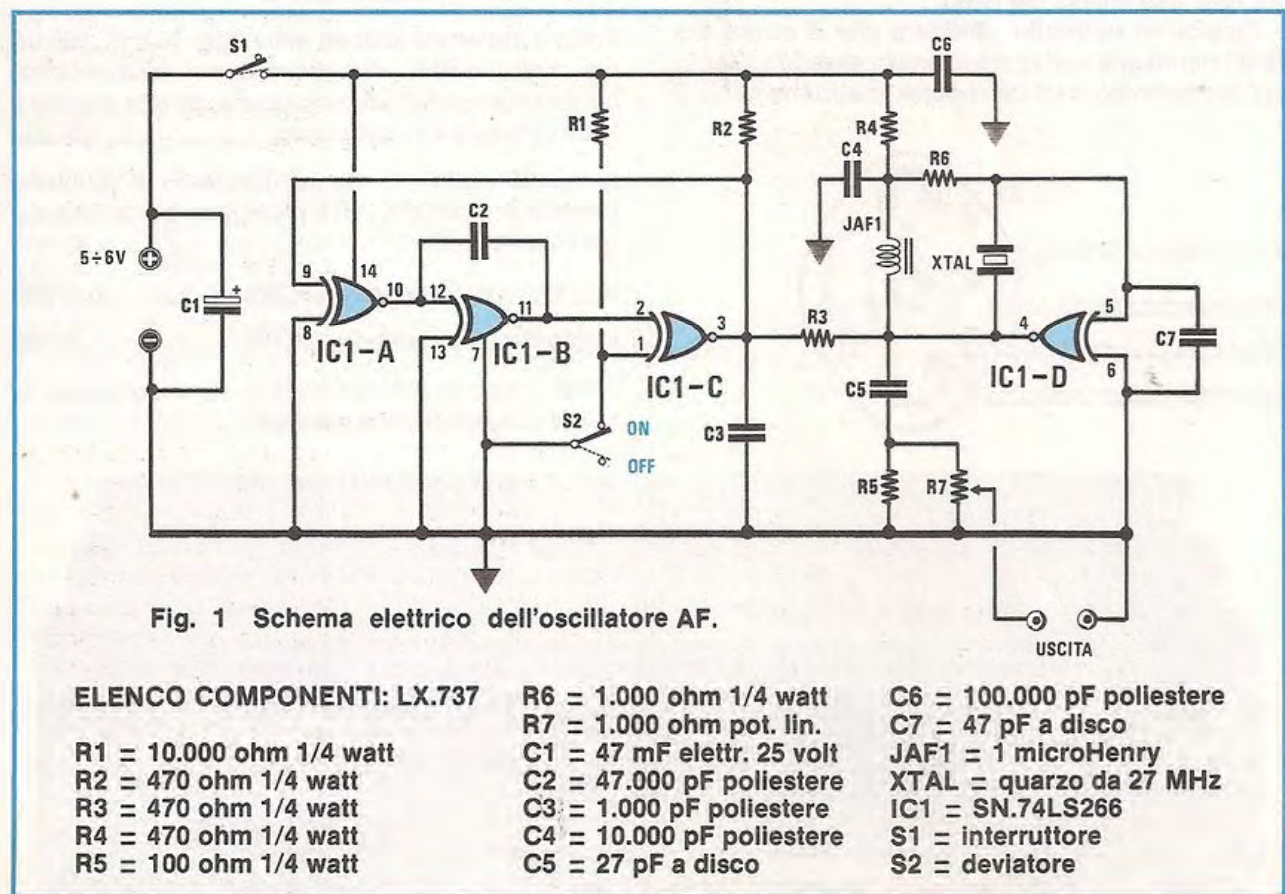 S1
C6
R1
R2
R4
C4
R6
C2
JAF1
XTAL
5÷6V
C1
+
9
14
10
12
11
2
3
R3
4
5
8
13
7
1
6
C7
IC1-A
IC1-B
IC1-C
IC1-D
C5
S2
ON
OFF
C3
R5
R7
USCITA
Fig. 1 Schema elettrico dell'oscillatore AF.
ELENCO COMPONENTI: LX.737
R1 = 10.000 ohm 1/4 watt
R2 = 470 ohm 1/4 watt
R3 = 470 ohm 1/4 watt
R4 = 470 ohm 1/4 watt
R5 = 100 ohm 1/4 watt
R6 = 1.000 ohm 1/4 watt
R7 = 1.000 ohm pot. lin.
C1 = 47 mF elettr. 25 volt
C2 = 47.000 pF poliestere
C3 = 1.000 pF poliestere
C4 = 10.000 pF poliestere
C5 = 27 pF a disco
C6 = 100.000 pF poliestere
C7 = 47 pF a disco
JAF1 = 1 microHenry
XTAL = quarzo da 27 MHz
IC1 = SN.74LS266
S1 = interruttore
S2 = deviatore